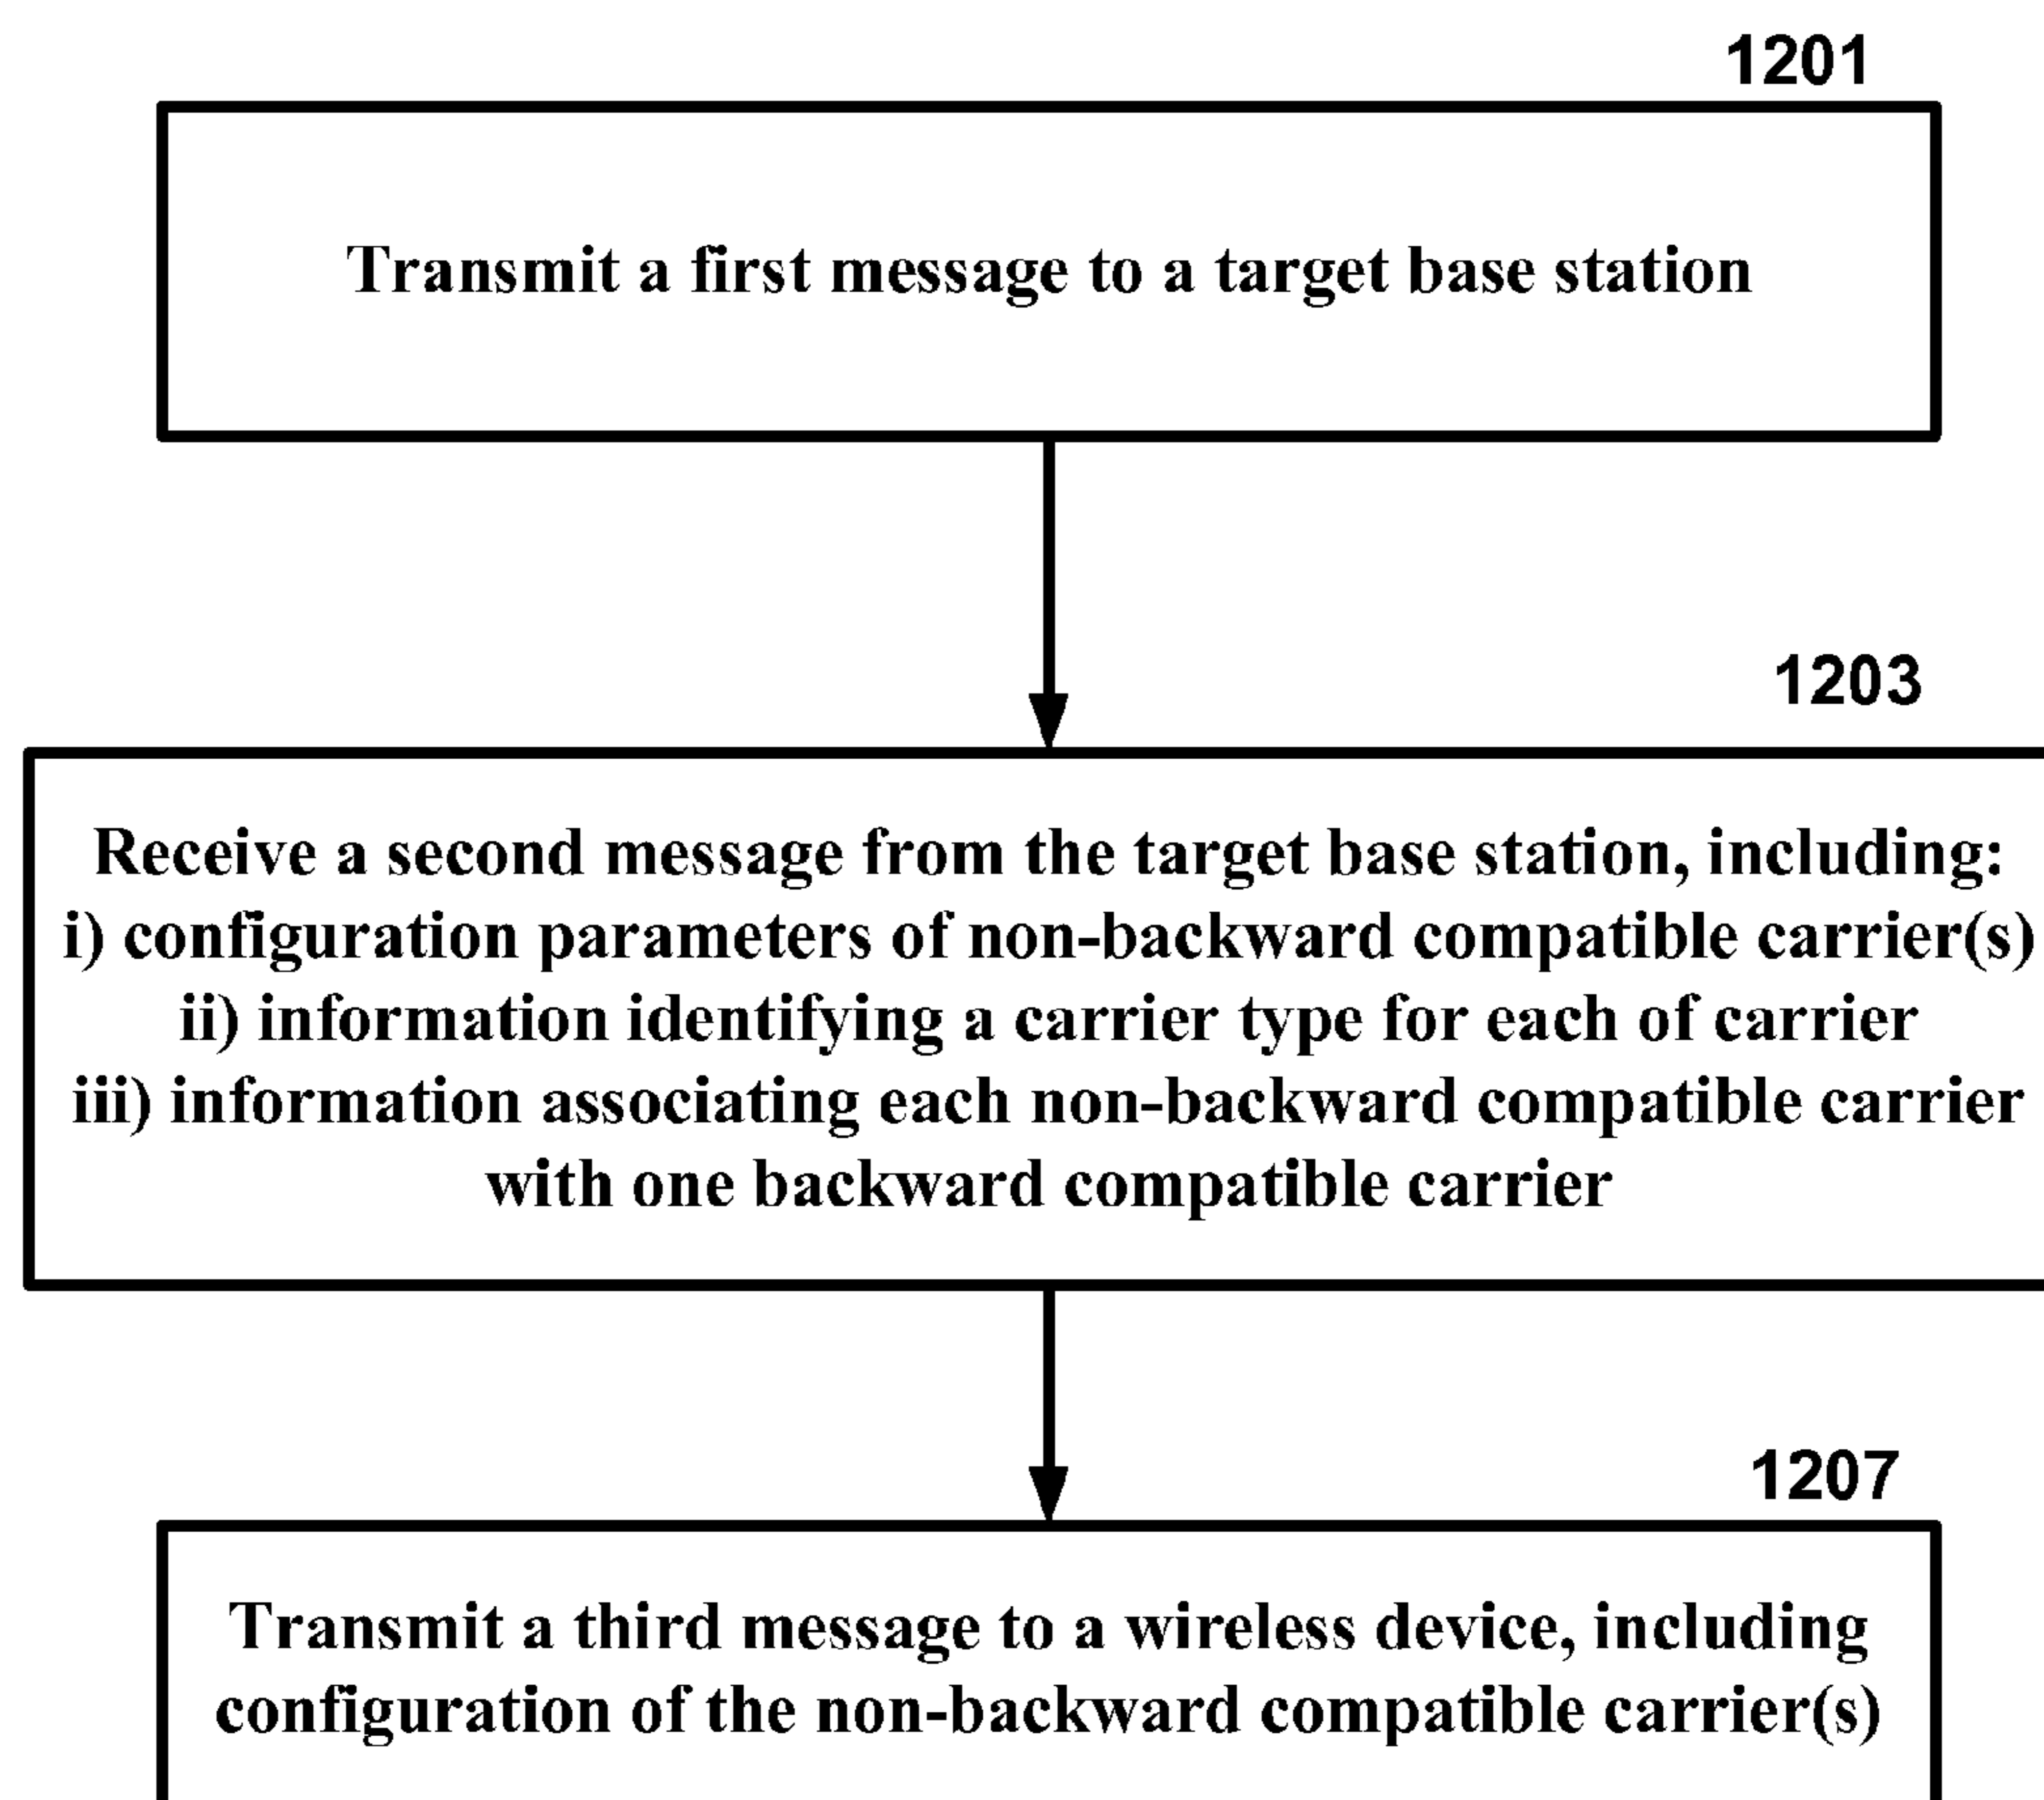 1201
Transmit a first message to a target base station
1203
Receive a second message from the target base station, including:
i) configuration parameters of non-backward compatible carrier(s)
ii) information identifying a carrier type for each of carrier
iii) information associating each non-backward compatible carrier
with one backward compatible carrier
1207
Transmit a third message to a wireless device, including
configuration of the non-backward compatible carrier(s)